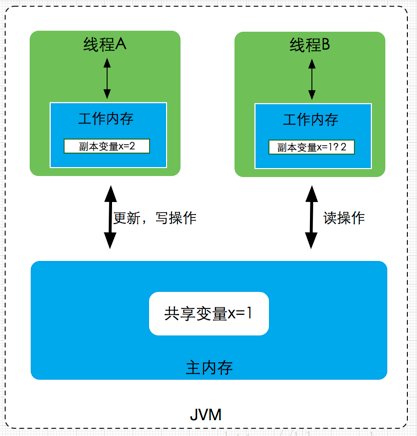 线程A
线程B
工作内存
工作内存
副本变量x=2
副本变量x=1? 2
更新，写操作
读操作
共享变量x=1
主内存
JVM